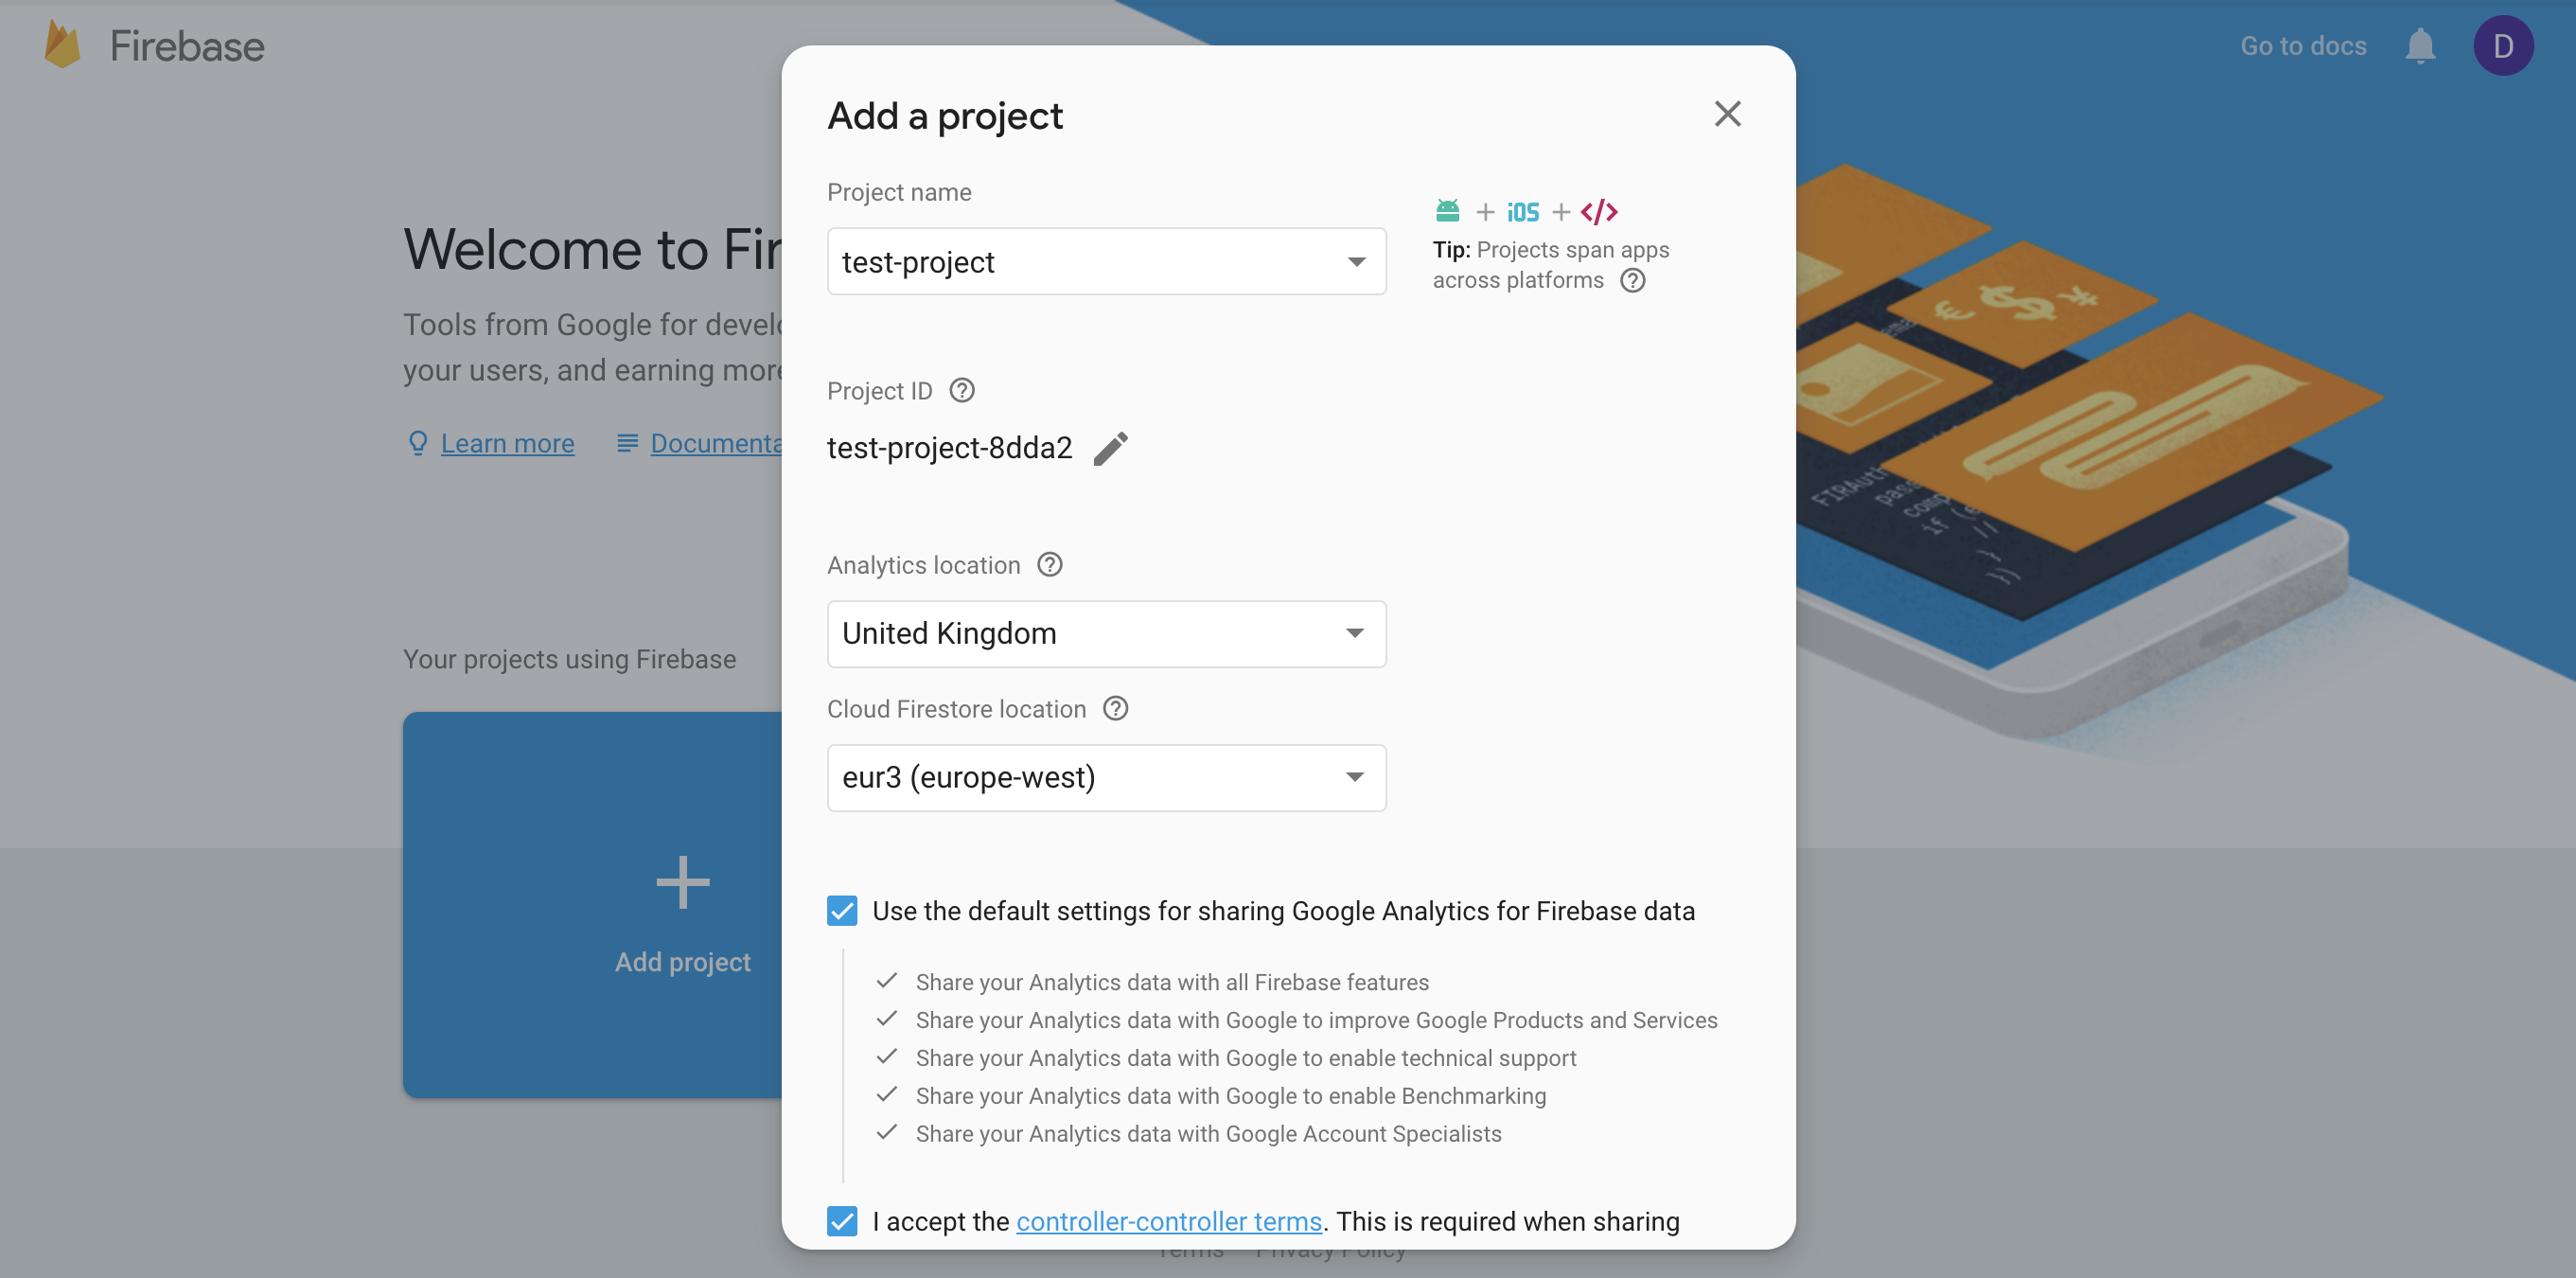 Firebase
Go to docs
D
Welcome to Fir
Tools from Google for develo
your users, and earning more
Learn more
Documenta
Your projects using Firebase
Add project
Add a project
Project name
test-project
+ iOS + </>
Tip: Projects span apps
across platforms
Project ID
test-project-8dda2
Analytics location
United Kingdom
Cloud Firestore location
eur3 (europe-west)
Use the default settings for sharing Google Analytics for Firebase data
Share your Analytics data with all Firebase features
Share your Analytics data with Google to improve Google Products and Services
Share your Analytics data with Google to enable technical support
Share your Analytics data with Google to enable Benchmarking
Share your Analytics data with Google Account Specialists
I accept the controller-controller terms. This is required when sharing
Terms Privacy Policy
€ $ ¥
FIRAuth
pass
comp
if (e
//